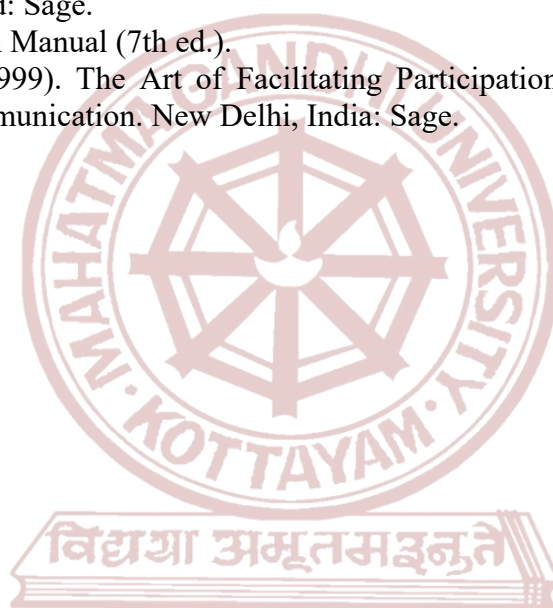 d: Sage.
n Manual (7th ed.).
999). The Art of Facilitating Participation
munication. New Delhi, India: Sage.
MAHATMA GANDHI UNIVERSITY
KOTTAYAM
विद्यया अमृतमश्नुते